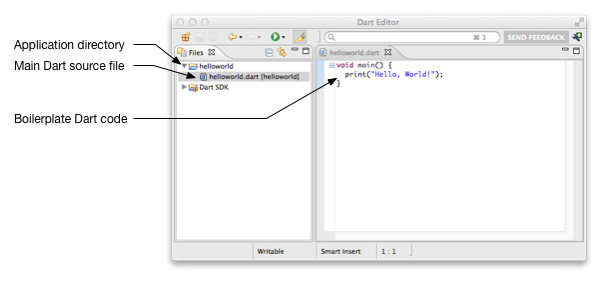 Dart Editor
⌘ 3
SEND FEEDBACK
Application directory
Files
helloworld.dart
Main Dart source file
helloworld
void main() {
helloworld.dart [helloworld]
print("Hello, World!");
Dart SDK
}
Boilerplate Dart code
Writable
Smart Insert
1 : 1